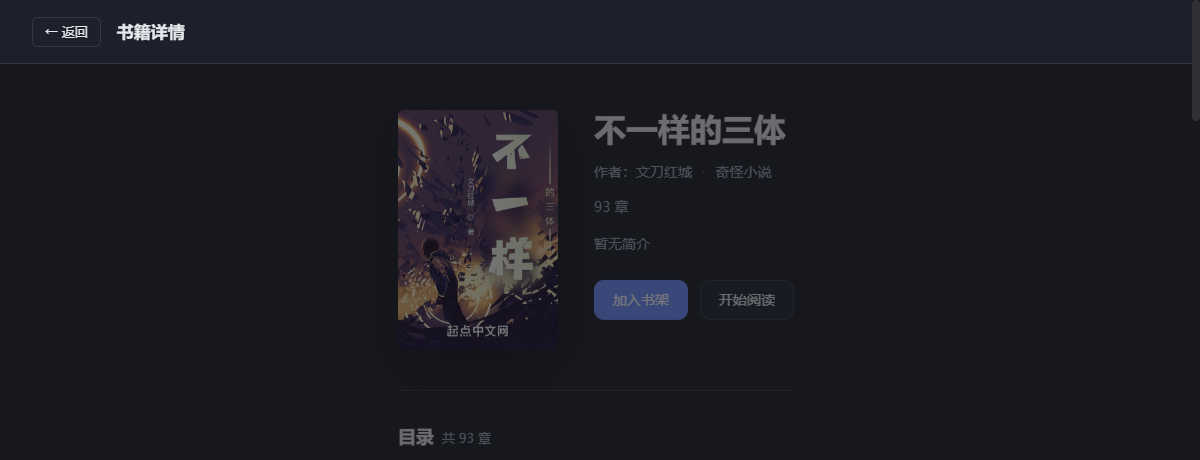 ← 返回
书籍详情
不一样
的三体
文刀红城 ◎ 著
起点中文网
不一样的三体
作者：文刀红城 · 奇怪小说
93 章
暂无简介
加入书架
开始阅读
目录 共 93 章